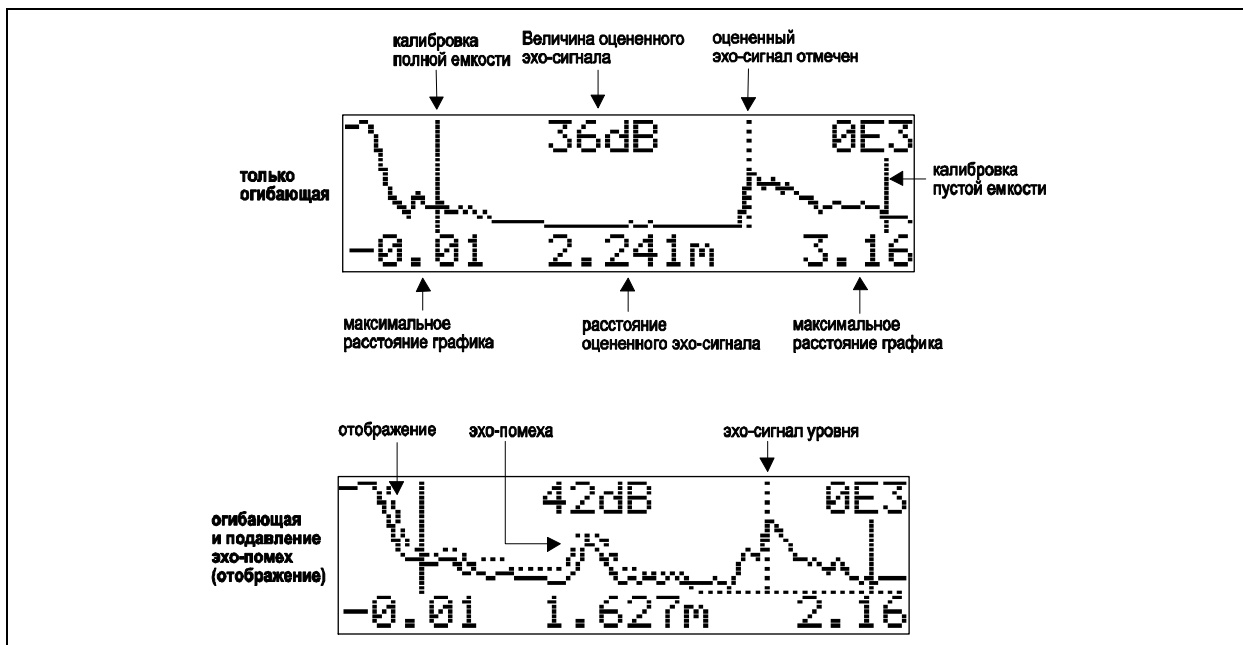 калибровка
полной емкости
Величина оцененного
эхо-сигнала
оцененный
эхо-сигнал отмечен
только
огибающая
36dB
0E3
калибровка
пустой емкости
-0.01
2.241m
3.16
максимальное
расстояние графика
расстояние
оцененного эхо-сигнала
максимальное
расстояние графика
отображение
эхо-помеха
эхо-сигнал уровня
огибающая
и подавление
эхо-помех
(отображение)
42dB
0E3
-0.01
1.627m
2.16